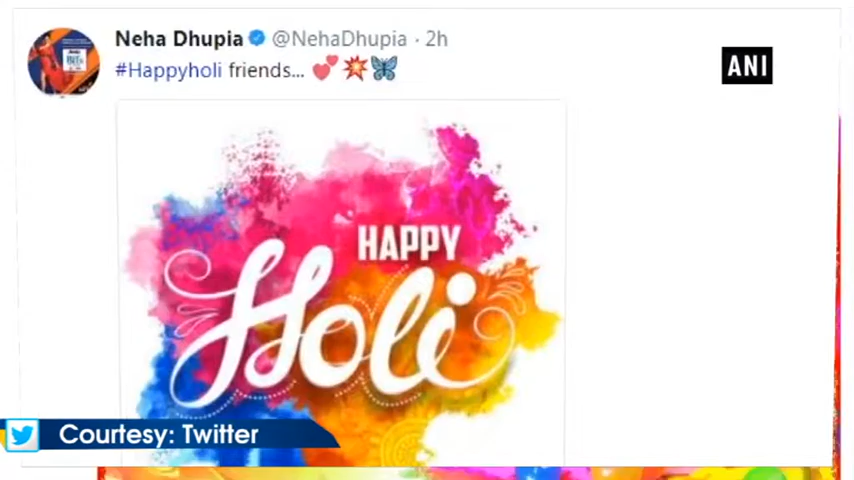 Neha Dhupia @NehaDhupia · 2h
#Happyholi friends... 💕💥🦋
ANI
HAPPY
Holi
Courtesy: Twitter